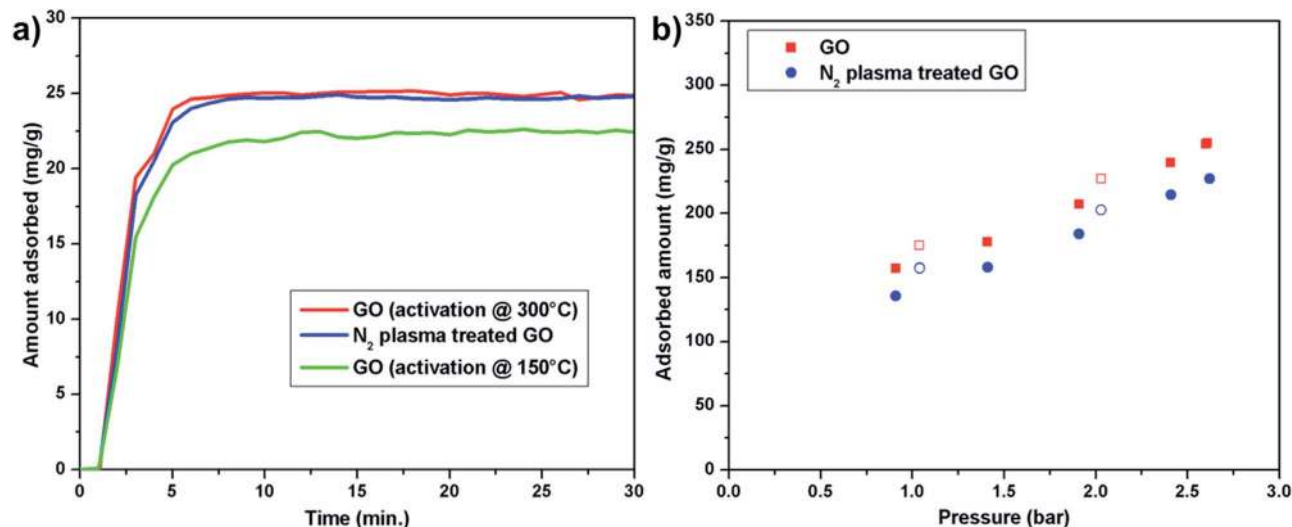 a)
30
25
20
15
10
5
0
Amount adsorbed (mg/g)
GO (activation @ 300°C)
N₂ plasma treated GO
GO (activation @ 150°C)
0 5 10 15 20 25 30
Time (min.)
b)
350
300
250
200
150
100
50
0
Adsorbed amount (mg/g)
GO
N₂ plasma treated GO
0.0 0.5 1.0 1.5 2.0 2.5 3.0
Pressure (bar)